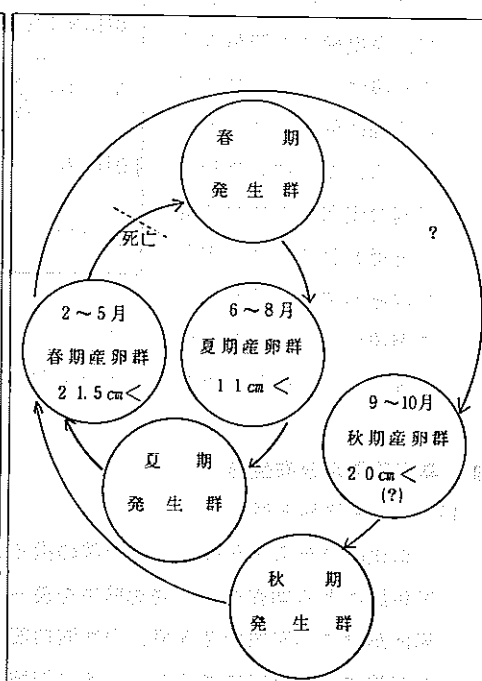 春期
発生群
?
死亡
2～5月
春期産卵群
21.5cm<
6～8月
夏期産卵群
11cm<
9～10月
秋期産卵群
20cm<
(?)
夏期
発生群
秋期
発生群